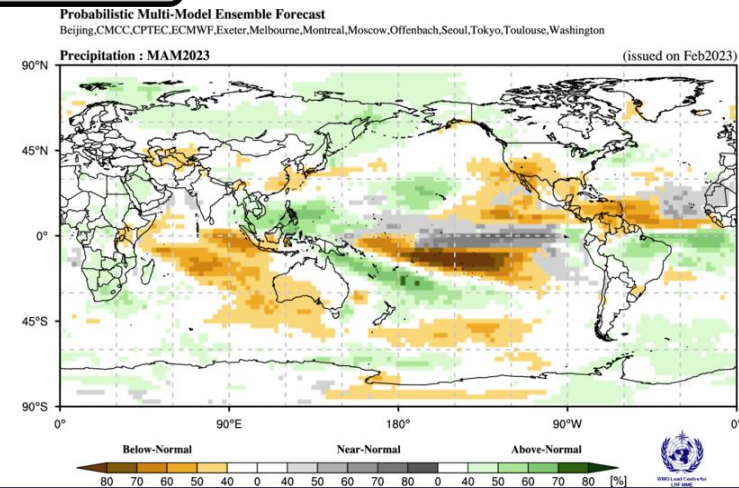 Probabilistic Multi-Model Ensemble Forecast
Beijing,CMCC,CPTEC,ECMWF,Exeter,Melbourne,Montreal,Moscow,Offenbach,Seoul,Tokyo,Toulouse,Washington
Precipitation : MAM2023 (issued on Feb2023)
90°N
45°N
0°
45°S
90°S
0° 90°E 180° 90°W 0°
Below-Normal Near-Normal Above-Normal
80 70 60 50 40 0 40 50 60 70 80 0 40 50 60 70 80 [%]
WMO Lead Centre for
LRFMME